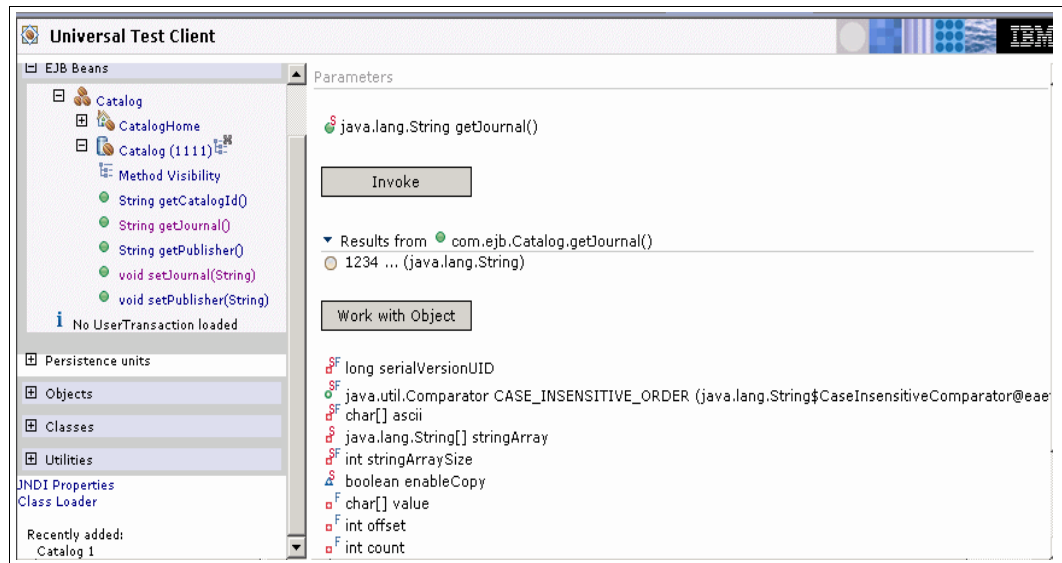 Universal Test Client
IBM
EJB Beans
Catalog
CatalogHome
Catalog (1111)
Method Visibility
String getCatalogId()
String getJournal()
String getPublisher()
void setJournal(String)
void setPublisher(String)
No UserTransaction loaded
Persistence units
Objects
Classes
Utilities
JNDI Properties
Class Loader
Recently added:
Catalog 1
Parameters
java.lang.String getJournal()
Invoke
Results from com.ejb.Catalog.getJournal()
1234 ... (java.lang.String)
Work with Object
long serialVersionUID
java.util.Comparator CASE_INSENSITIVE_ORDER (java.lang.String$CaseInsensitiveComparator@eae
char[] ascii
java.lang.String[] stringArray
int stringArraySize
boolean enableCopy
char[] value
int offset
int count